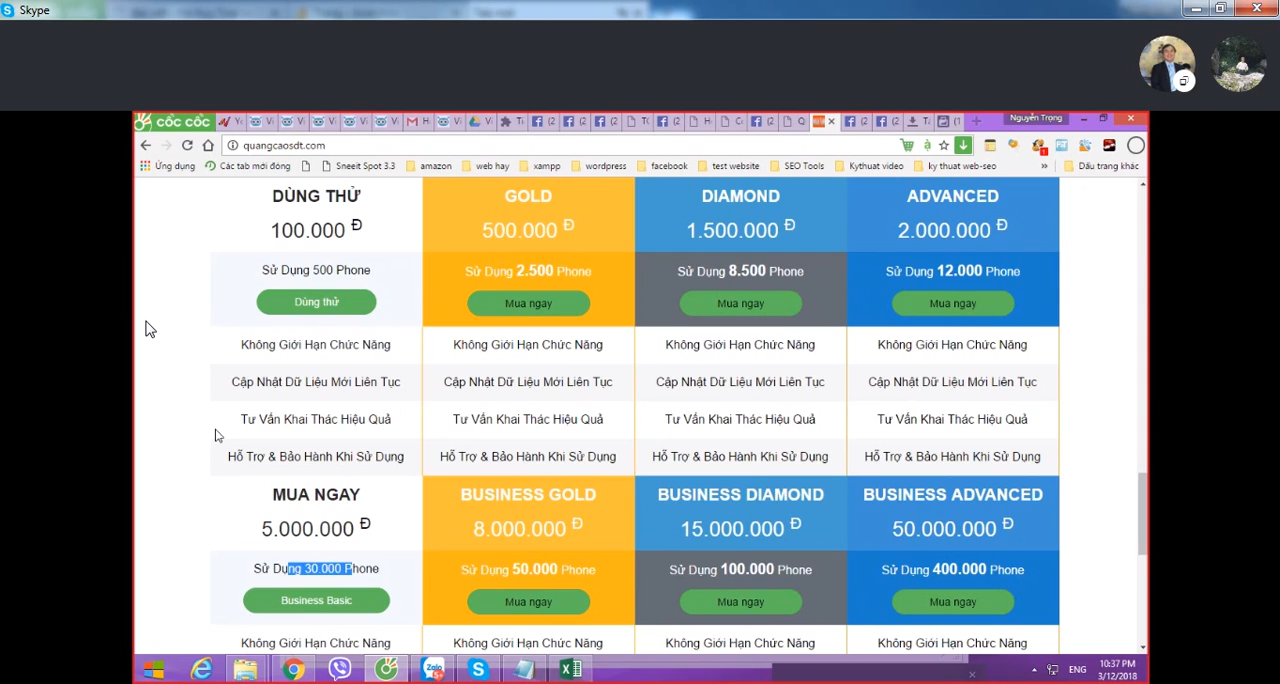 Skype
cốc cốc
Nguyễn Trọng
quangcaosdt.com
Ứng dụng Các tab mới đóng Sneeit Spot 3.3 amazon web hay xampp wordpress facebook test website SEO Tools Kythuat video ky thuat web-seo » Dấu trang khác
DÙNG THỬ GOLD DIAMOND ADVANCED
100.000 Đ 500.000 Đ 1.500.000 Đ 2.000.000 Đ
Sử Dụng 500 Phone Sử Dụng 2.500 Phone Sử Dụng 8.500 Phone Sử Dụng 12.000 Phone
Dùng thử Mua ngay Mua ngay Mua ngay
Không Giới Hạn Chức Năng Không Giới Hạn Chức Năng Không Giới Hạn Chức Năng Không Giới Hạn Chức Năng
Cập Nhật Dữ Liệu Mới Liên Tục Cập Nhật Dữ Liệu Mới Liên Tục Cập Nhật Dữ Liệu Mới Liên Tục Cập Nhật Dữ Liệu Mới Liên Tục
Tư Vấn Khai Thác Hiệu Quả Tư Vấn Khai Thác Hiệu Quả Tư Vấn Khai Thác Hiệu Quả Tư Vấn Khai Thác Hiệu Quả
Hỗ Trợ & Bảo Hành Khi Sử Dụng Hỗ Trợ & Bảo Hành Khi Sử Dụng Hỗ Trợ & Bảo Hành Khi Sử Dụng Hỗ Trợ & Bảo Hành Khi Sử Dụng
MUA NGAY BUSINESS GOLD BUSINESS DIAMOND BUSINESS ADVANCED
5.000.000 Đ 8.000.000 Đ 15.000.000 Đ 50.000.000 Đ
Sử Dụng 30.000 Phone Sử Dụng 50.000 Phone Sử Dụng 100.000 Phone Sử Dụng 400.000 Phone
Business Basic Mua ngay Mua ngay Mua ngay
Không Giới Hạn Chức Năng Không Giới Hạn Chức Năng Không Giới Hạn Chức Năng Không Giới Hạn Chức Năng
Zalo ENG 10:37 PM
3/12/2018